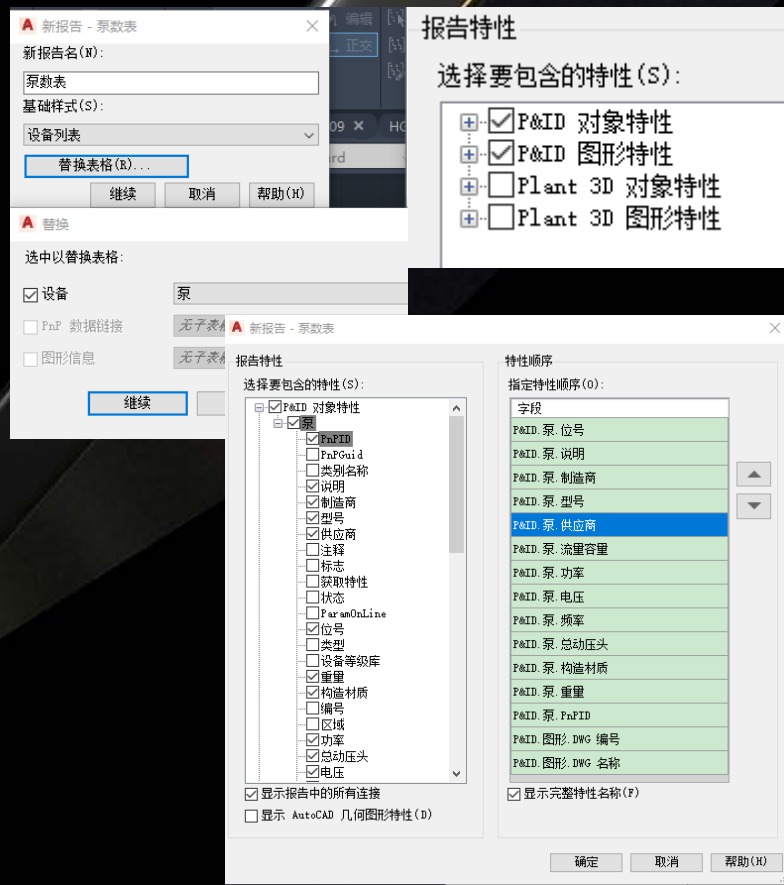 新报告 - 泵数表
新报告名(N):
泵数表
基础样式(S):
设备列表
替换表格(R)...
继续
取消
帮助(H)
编辑
正交
09
HC
rd
报告特性
选择要包含的特性(S):
P&ID 对象特性
P&ID 图形特性
Plant 3D 对象特性
Plant 3D 图形特性
替换
选中以替换表格:
设备
泵
PnP 数据链接
无子表
图形信息
无子表
继续
新报告 - 泵数表
报告特性
选择要包含的特性(S):
P&ID 对象特性
泵
PnPID
PnPGuid
类别名称
说明
制造商
型号
供应商
注释
标志
获取特性
状态
ParamOnLine
位号
类型
设备等级库
重量
构造材质
编号
区域
功率
总动压头
电压
显示报告中的所有连接
显示 AutoCAD 几何图形特性(D)
特性顺序
指定特性顺序(O):
字段
P&ID.泵.位号
P&ID.泵.说明
P&ID.泵.制造商
P&ID.泵.型号
P&ID.泵.供应商
P&ID.泵.流量容量
P&ID.泵.功率
P&ID.泵.电压
P&ID.泵.频率
P&ID.泵.总动压头
P&ID.泵.构造材质
P&ID.泵.重量
P&ID.泵.PnPID
P&ID.图形.DWG 编号
P&ID.图形.DWG 名称
显示完整特性名称(F)
确定
取消
帮助(H)